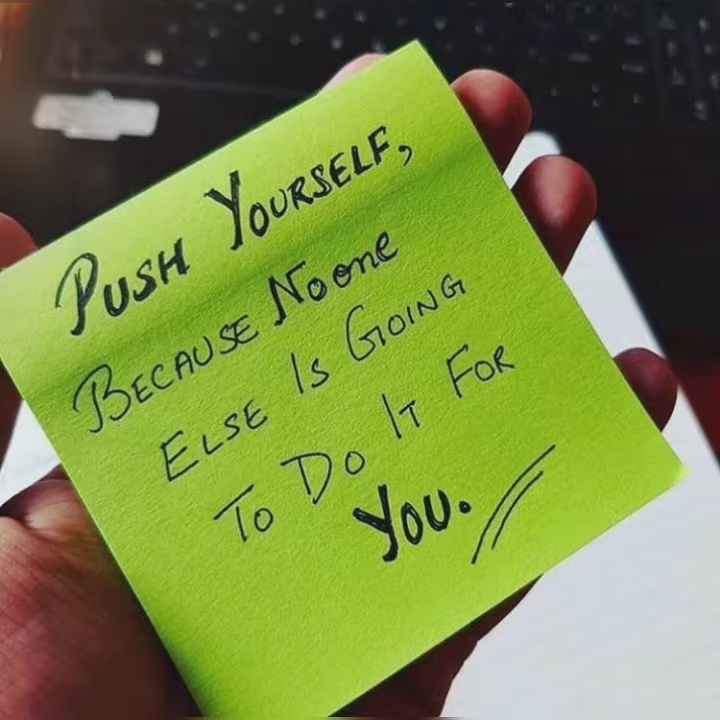 PUSH YOURSELF,
BECAUSE Noone
ELSE IS GOING
TO DO IT FOR
YOU.